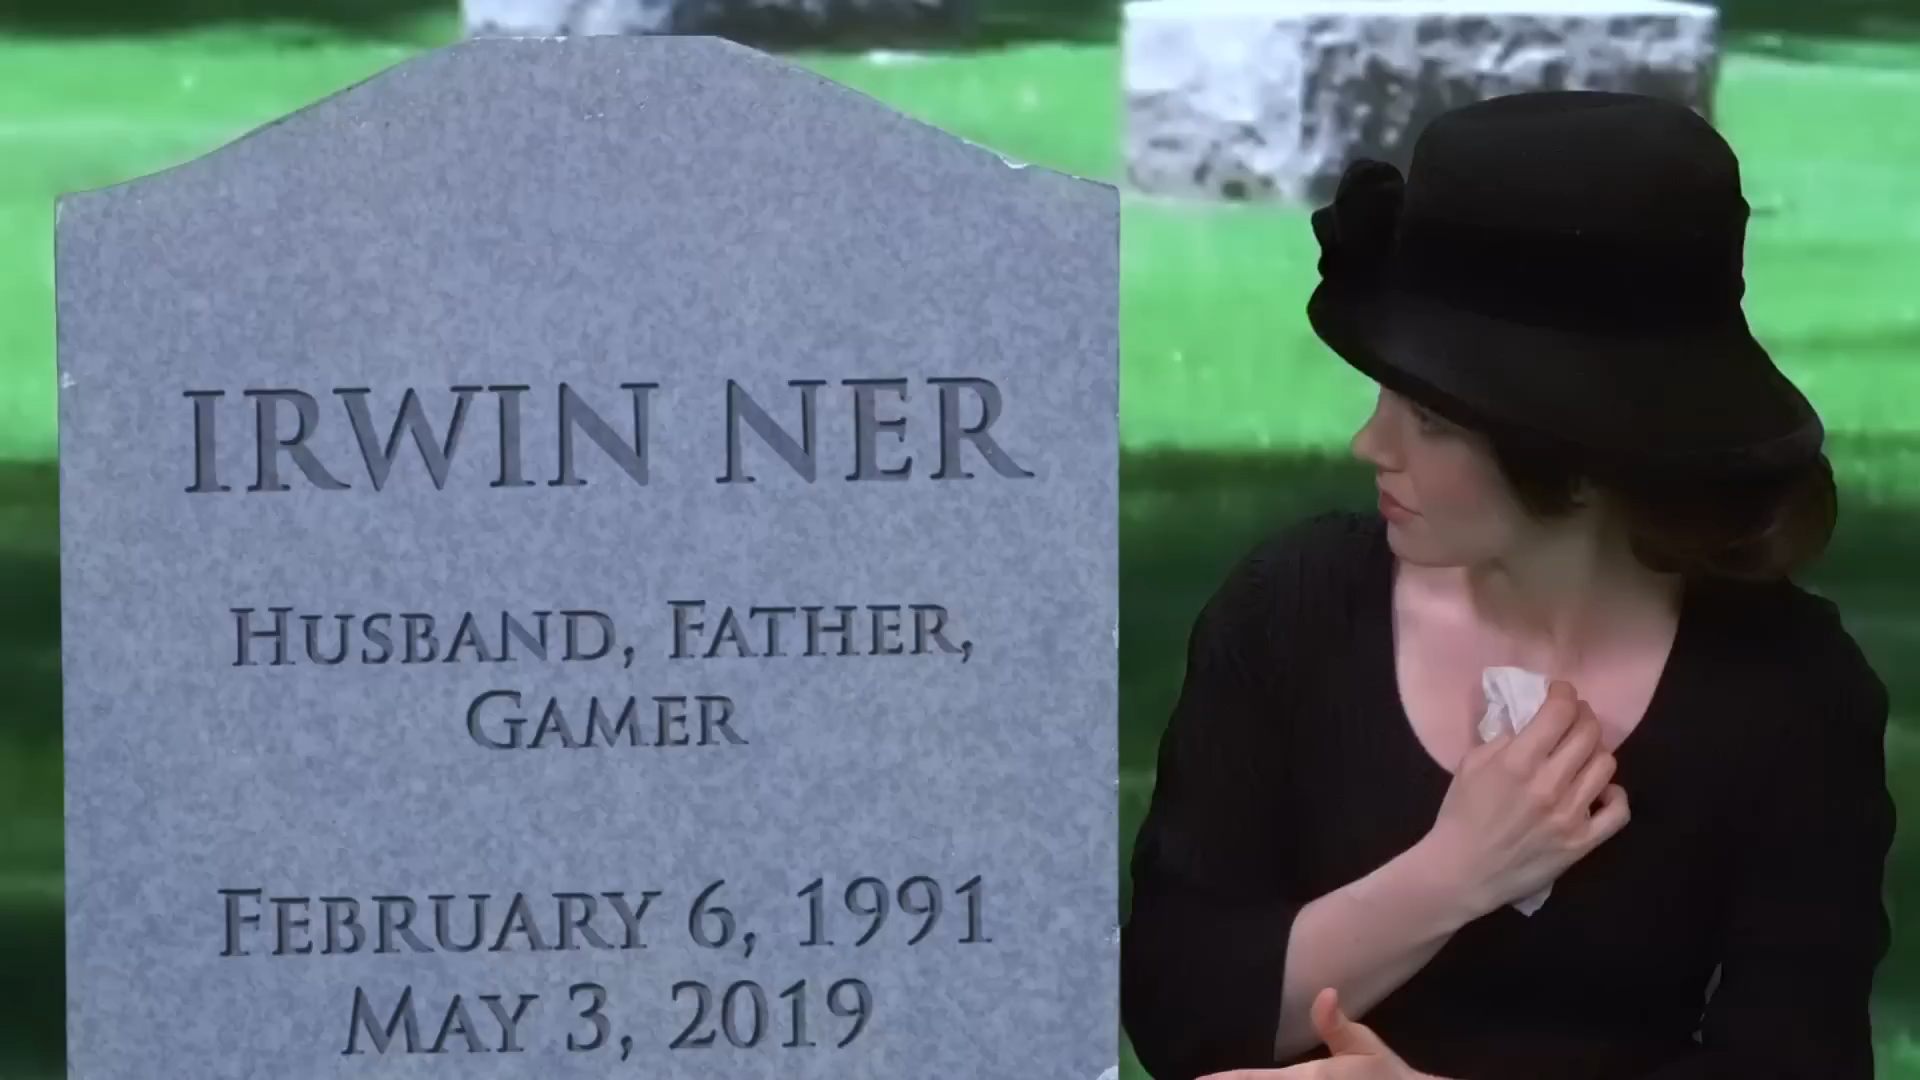 IRWIN NER
HUSBAND, FATHER,
GAMER
FEBRUARY 6, 1991
MAY 3, 2019